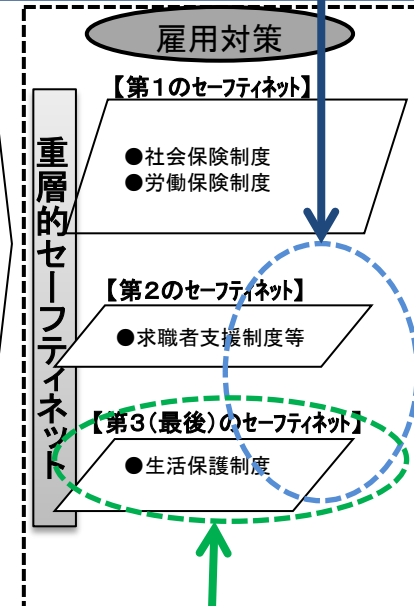 雇用対策
重層的セーフティネット
【第1のセーフティネット】
●社会保険制度
●労働保険制度
【第2のセーフティネット】
●求職者支援制度等
【第3(最後)のセーフティネット】
●生活保護制度